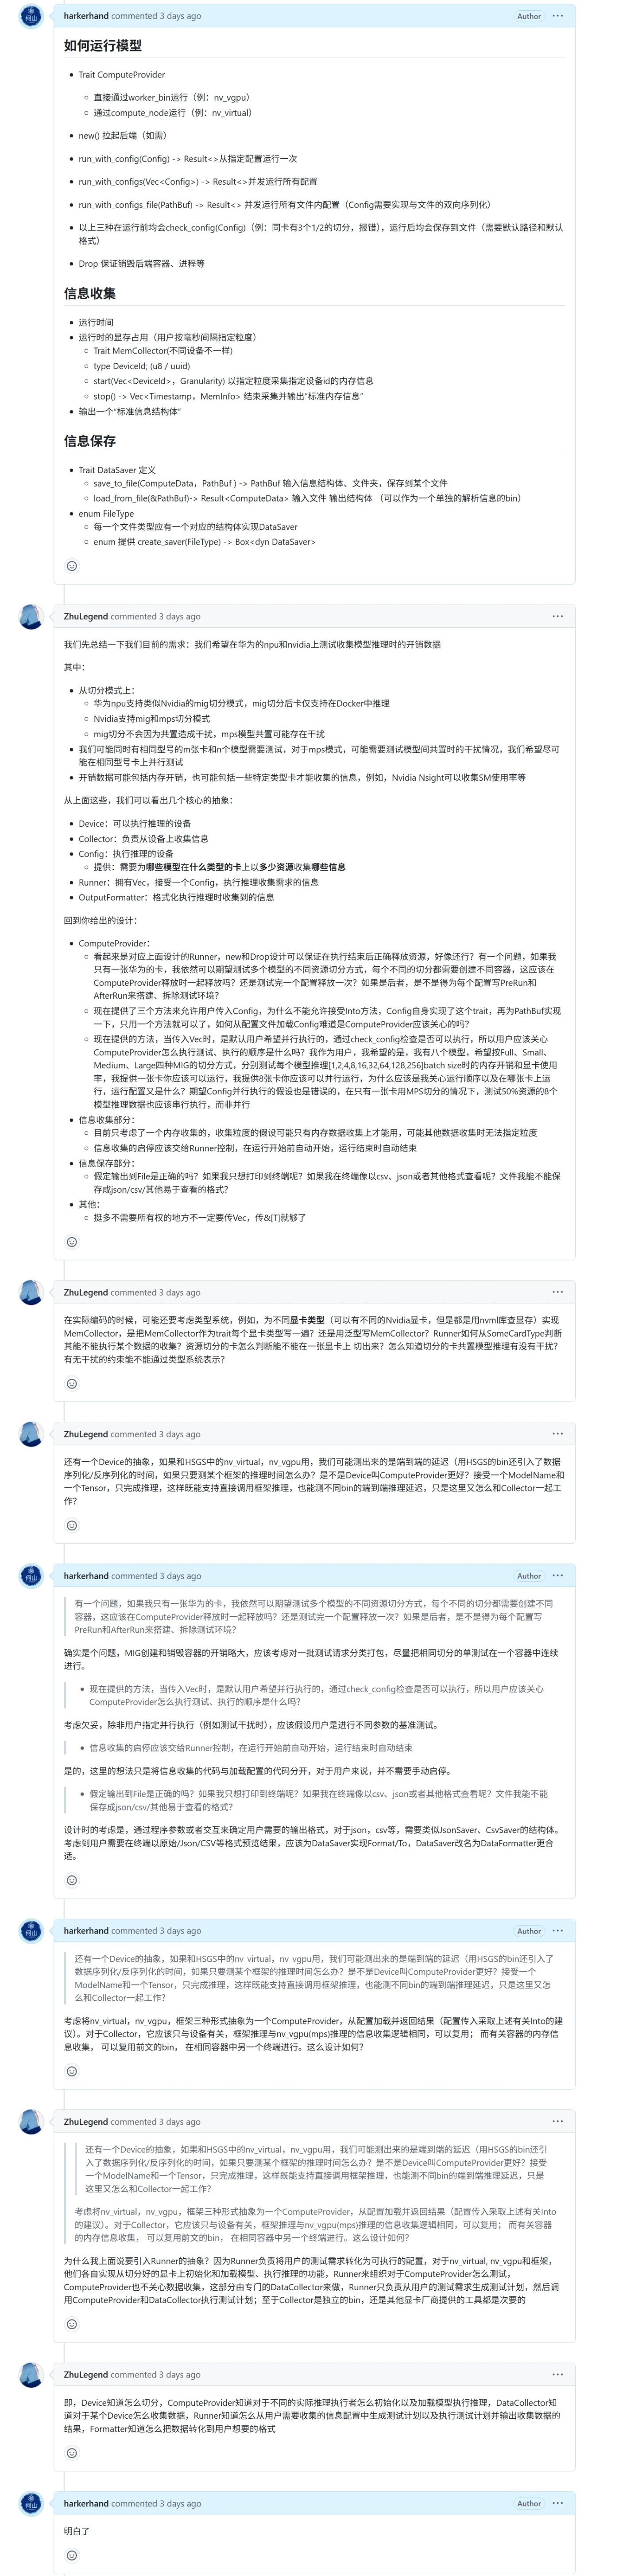 harkerhand commented 3 days ago
Author
如何运行模型
• Trait ComputeProvider
◦ 直接通过worker_bin运行（例：nv_vgpu）
◦ 通过compute_node运行（例：nv_virtual）
• new() 拉起后端（如需）
• run_with_config(Config) -> Result<>从指定配置运行一次
• run_with_configs(Vec<Config>) -> Result<>并发运行所有配置
• run_with_configs_file(PathBuf) -> Result<> 并发运行所有文件内配置（Config需要实现与文件的双向序列化）
• 以上三种在运行前均会check_config(Config)（例：同卡有3个1/2的切分，报错），运行后均会保存到文件（需要默认路径和默认
格式）
• Drop 保证销毁后端容器、进程等
信息收集
• 运行时间
• 运行时的显存占用（用户按毫秒间隔指定粒度）
◦ Trait MemCollector(不同设备不一样)
◦ type DeviceId; (u8 / uuid)
◦ start(Vec<DeviceId>，Granularity) 以指定粒度采集指定设备id的内存信息
◦ stop() -> Vec<Timestamp，MemInfo> 结束采集并输出“标准内存信息”
• 输出一个“标准信息结构体”
信息保存
• Trait DataSaver 定义
◦ save_to_file(ComputeData，PathBuf ) -> PathBuf 输入信息结构体、文件夹，保存到某个文件
◦ load_from_file(&PathBuf)-> Result<ComputeData> 输入文件 输出结构体 （可以作为一个单独的解析信息的bin）
• enum FileType
◦ 每一个文件类型应有一个对应的结构体实现DataSaver
◦ enum 提供 create_saver(FileType) -> Box<dyn DataSaver>
ZhuLegend commented 3 days ago
我们先总结一下我们目前的需求：我们希望在华为的npu和nvidia上测试收集模型推理时的开销数据
其中：
• 从切分模式上：
◦ 华为npu支持类似Nvidia的mig切分模式，mig切分后卡仅支持在Docker中推理
◦ Nvidia支持mig和mps切分模式
◦ mig切分不会因为共置造成干扰，mps模型共置可能存在干扰
• 我们可能同时有相同型号的m张卡和n个模型需要测试，对于mps模式，可能需要测试模型间共置时的干扰情况，我们希望尽可
能在相同型号卡上并行测试
• 开销数据可能包括内存开销，也可能包括一些特定类型卡才能收集的信息，例如，Nvidia Nsight可以收集SM使用率等
从上面这些，我们可以看出几个核心的抽象：
• Device：可以执行推理的设备
• Collector：负责从设备上收集信息
• Config：执行推理的设备
◦ 提供：需要为哪些模型在什么类型的卡上以多少资源收集哪些信息
• Runner：拥有Vec，接受一个Config，执行推理收集需求的信息
• OutputFormatter：格式化执行推理时收集到的信息
回到你给出的设计：
• ComputeProvider：
◦ 看起来是对应上面设计的Runner，new和Drop设计可以保证在执行结束后正确释放资源，好像还行？有一个问题，如果我
只有一张华为的卡，我依然可以期望测试多个模型的不同资源切分方式，每个不同的切分都需要创建不同容器，这应该在
ComputeProvider释放时一起释放吗？还是测试完一个配置释放一次？如果是后者，是不是得为每个配置写PreRun和
AfterRun来搭建、拆除测试环境？
◦ 现在提供了三个方法来允许用户传入Config，为什么不能允许接受Into方法，Config自身实现了这个trait，再为PathBuf实现
一下，只用一个方法就可以了，如何从配置文件加载Config难道是ComputeProvider应该关心的吗？
◦ 现在提供的方法，当传入Vec时，是默认用户希望并行执行的，通过check_config检查是否可以执行，所以用户应该关心
ComputeProvider怎么执行测试、执行的顺序是什么吗？我作为用户，我希望的是，我有八个模型，希望按Full、Small、
Medium、Large四种MIG的切分方式，分别测试每个模型推理[1,2,4,8,16,32,64,128,256]batch size时的内存开销和显卡使用
率，我提供一张卡你应该可以运行，我提供8张卡你应该可以并行运行，为什么应该是我关心运行顺序以及在哪张卡上运
行，运行配置又是什么？期望Config并行执行的假设也是错误的，在只有一张卡用MPS切分的情况下，测试50%资源的8个
模型推理数据也应该串行执行，而非并行
• 信息收集部分：
◦ 目前只考虑了一个内存收集的，收集粒度的假设可能只有内存数据收集上才能用，可能其他数据收集时无法指定粒度
◦ 信息收集的启停应该交给Runner控制，在运行开始前自动开始，运行结束时自动结束
• 信息保存部分：
◦ 假定输出到File是正确的吗？如果我只想打印到终端呢？如果我在终端像以csv、json或者其他格式查看呢？文件我能不能保
存成json/csv/其他易于查看的格式？
• 其他：
◦ 挺多不需要所有权的地方不一定要传Vec，传&[T]就够了
ZhuLegend commented 3 days ago
在实际编码的时候，可能还要考虑类型系统，例如，为不同显卡类型（可以有不同的Nvidia显卡，但是都是用nvml库查显存）实现
MemCollector，是把MemCollector作为trait每个显卡类型写一遍？还是用泛型写MemCollector？Runner如何从SomeCardType判断
其能不能执行某个数据的收集？资源切分的卡怎么判断能不能在一张显卡上 切出来？怎么知道切分的卡共置模型推理有没有干扰？
有无干扰的约束能不能通过类型系统表示？
ZhuLegend commented 3 days ago
还有一个Device的抽象，如果和HSGS中的nv_virtual，nv_vgpu用，我们可能测出来的是端到端的延迟（用HSGS的bin还引入了数据
序列化/反序列化的时间，如果只要测某个框架的推理时间怎么办？是不是Device叫ComputeProvider更好？接受一个ModelName和
一个Tensor，只完成推理，这样既能支持直接调用框架推理，也能测不同bin的端到端推理延迟，只是这里又怎么和Collector一起工
作？
harkerhand commented 3 days ago
Author
有一个问题，如果我只有一张华为的卡，我依然可以期望测试多个模型的不同资源切分方式，每个不同的切分都需要创建不同
容器，这应该在ComputeProvider释放时一起释放吗？还是测试完一个配置释放一次？如果是后者，是不是得为每个配置写
PreRun和AfterRun来搭建、拆除测试环境？
确实是个问题，MIG创建和销毁容器的开销略大，应该考虑对一批测试请求分类打包，尽量把相同切分的单测试在一个容器中连续
进行。
• 现在提供的方法，当传入Vec时，是默认用户希望并行执行的，通过check_config检查是否可以执行，所以用户应该关心
ComputeProvider怎么执行测试、执行的顺序是什么吗？
考虑欠妥，除非用户指定并行执行（例如测试干扰时），应该假设用户是进行不同参数的基准测试。
• 信息收集的启停应该交给Runner控制，在运行开始前自动开始，运行结束时自动结束
是的，这里的想法只是将信息收集的代码与加载配置的代码分开，对于用户来说，并不需要手动启停。
• 假定输出到File是正确的吗？如果我只想打印到终端呢？如果我在终端像以csv、json或者其他格式查看呢？文件我能不能
保存成json/csv/其他易于查看的格式？
设计时的考虑是，通过程序参数或者交互来确定用户需要的输出格式，对于json，csv等，需要类似JsonSaver、CsvSaver的结构体。
考虑到用户需要在终端以原始/Json/CSV等格式预览结果，应该为DataSaver实现Format/To，DataSaver改名为DataFormatter更合
适。
harkerhand commented 3 days ago
Author
还有一个Device的抽象，如果和HSGS中的nv_virtual，nv_vgpu用，我们可能测出来的是端到端的延迟（用HSGS的bin还引入了
数据序列化/反序列化的时间，如果只要测某个框架的推理时间怎么办？是不是Device叫ComputeProvider更好？接受一个
ModelName和一个Tensor，只完成推理，这样既能支持直接调用框架推理，也能测不同bin的端到端推理延迟，只是这里又怎
么和Collector一起工作？
考虑将nv_virtual，nv_vgpu，框架三种形式抽象为一个ComputeProvider，从配置加载并返回结果（配置传入采取上述有关Into的建
议）。对于Collector，它应该只与设备有关，框架推理与nv_vgpu(mps)推理的信息收集逻辑相同，可以复用； 而有关容器的内存信
息收集， 可以复用前文的bin， 在相同容器中另一个终端进行。这么设计如何？
ZhuLegend commented 3 days ago
还有一个Device的抽象，如果和HSGS中的nv_virtual，nv_vgpu用，我们可能测出来的是端到端的延迟（用HSGS的bin还引
入了数据序列化/反序列化的时间，如果只要测某个框架的推理时间怎么办？是不是Device叫ComputeProvider更好？接受
一个ModelName和一个Tensor，只完成推理，这样既能支持直接调用框架推理，也能测不同bin的端到端推理延迟，只是
这里又怎么和Collector一起工作？
考虑将nv_virtual，nv_vgpu，框架三种形式抽象为一个ComputeProvider，从配置加载并返回结果（配置传入采取上述有关Into
的建议）。对于Collector，它应该只与设备有关，框架推理与nv_vgpu(mps)推理的信息收集逻辑相同，可以复用； 而有关容器
的内存信息收集， 可以复用前文的bin， 在相同容器中另一个终端进行。这么设计如何？
为什么我上面说要引入Runner的抽象？因为Runner负责将用户的测试需求转化为可执行的配置，对于nv_virtual, nv_vgpu和框架，
他们各自实现从切分好的显卡上初始化和加载模型、执行推理的功能，Runner来组织对于ComputeProvider怎么测试，
ComputeProvider也不关心数据收集，这部分由专门的DataCollector来做，Runner只负责从用户的测试需求生成测试计划，然后调
用ComputeProvider和DataCollector执行测试计划；至于Collector是独立的bin，还是其他显卡厂商提供的工具都是次要的
ZhuLegend commented 3 days ago
即，Device知道怎么切分，ComputeProvider知道对于不同的实际推理执行者怎么初始化以及加载模型执行推理，DataCollector知
道对于某个Device怎么收集数据，Runner知道怎么从用户需要收集的信息配置中生成测试计划以及执行测试计划并输出收集数据的
结果，Formatter知道怎么把数据转化到用户想要的格式
harkerhand commented 3 days ago
Author
明白了